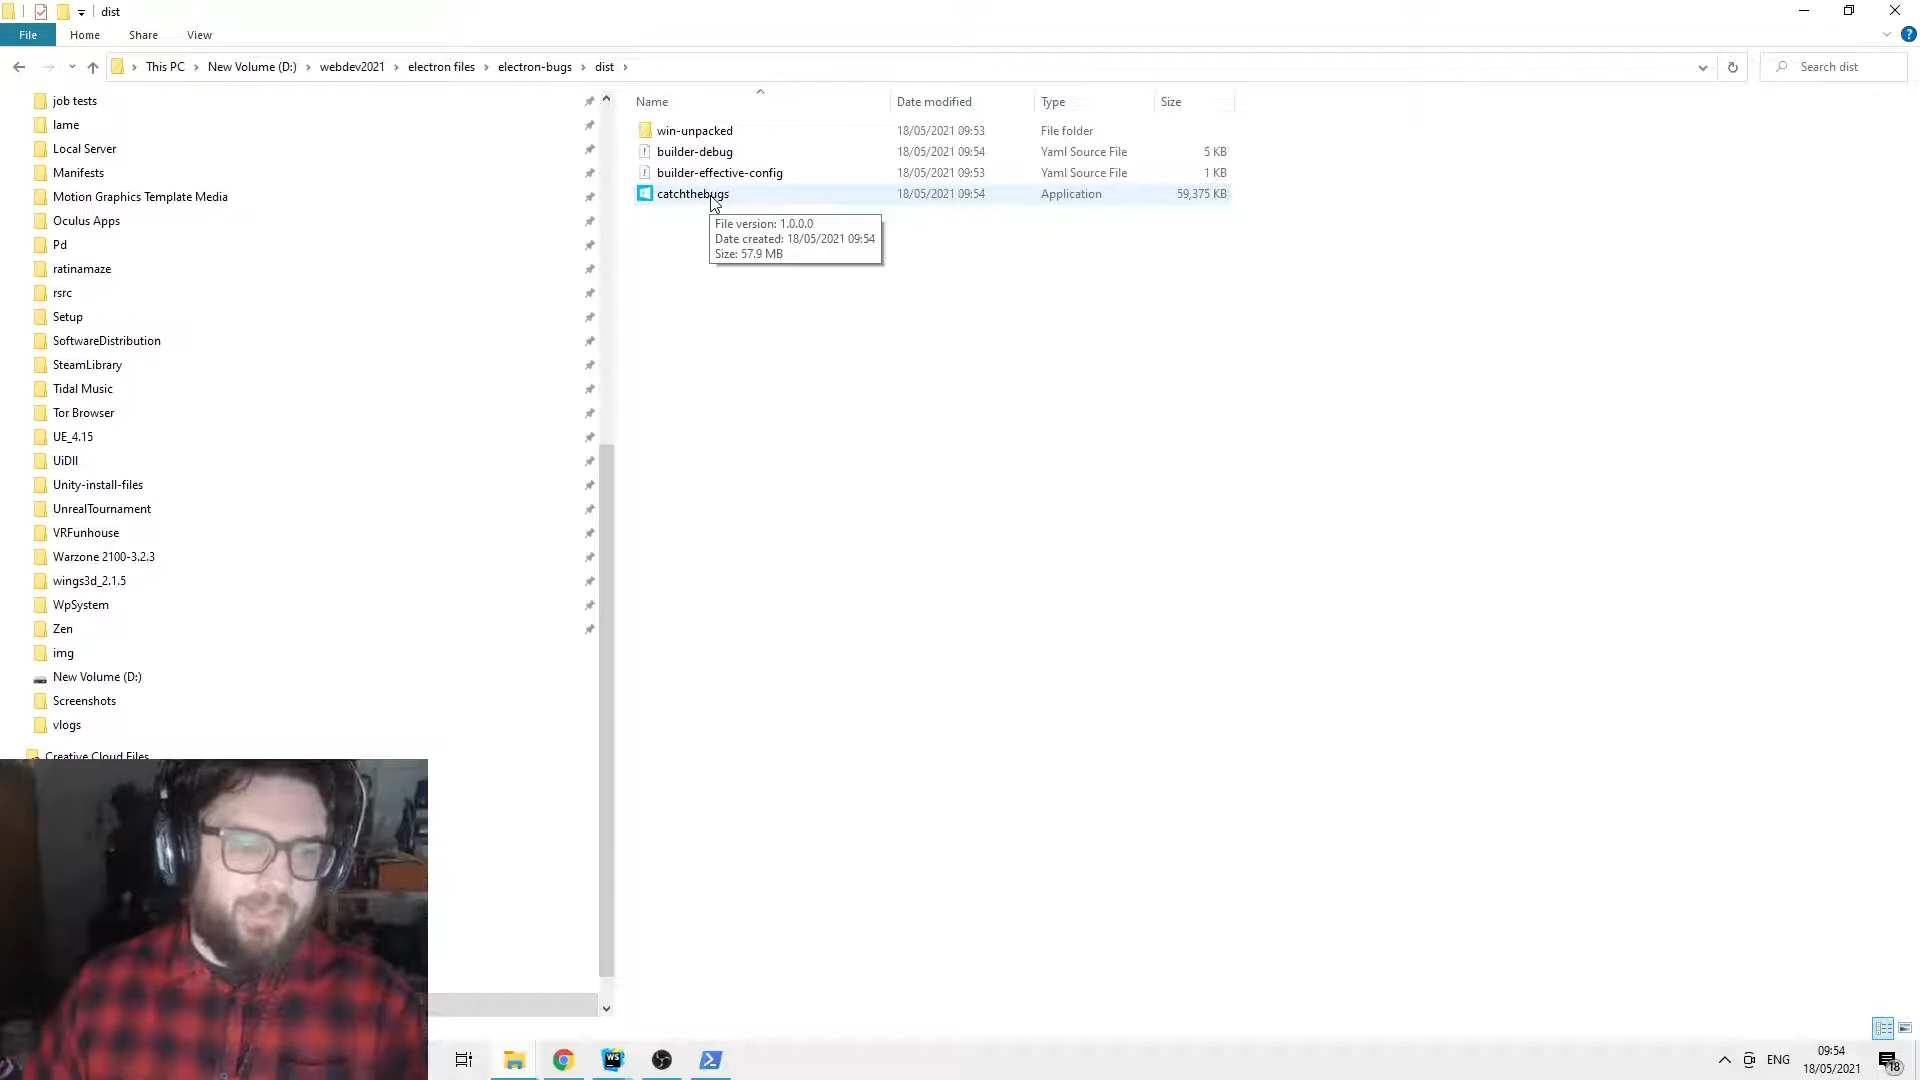 dist
File Home Share View
This PC New Volume (D:) webdev2021 electron files electron-bugs dist Search dist
job tests
lame
Local Server
Manifests
Motion Graphics Template Media
Oculus Apps
Pd
ratinamaze
rsrc
Setup
SoftwareDistribution
SteamLibrary
Tidal Music
Tor Browser
UE_4.15
UiDll
Unity-install-files
UnrealTournament
VRFunhouse
Warzone 2100-3.2.3
wings3d_2.1.5
WpSystem
Zen
img
New Volume (D:)
Screenshots
vlogs
Creative Cloud Files
Name Date modified Type Size
win-unpacked 18/05/2021 09:53 File folder
builder-debug 18/05/2021 09:54 Yaml Source File 5 KB
builder-effective-config 18/05/2021 09:53 Yaml Source File 1 KB
catchthebugs 18/05/2021 09:54 Application 59,375 KB
File version: 1.0.0.0
Date created: 18/05/2021 09:54
Size: 57.9 MB
WS
ENG
09:54
18/05/2021
18